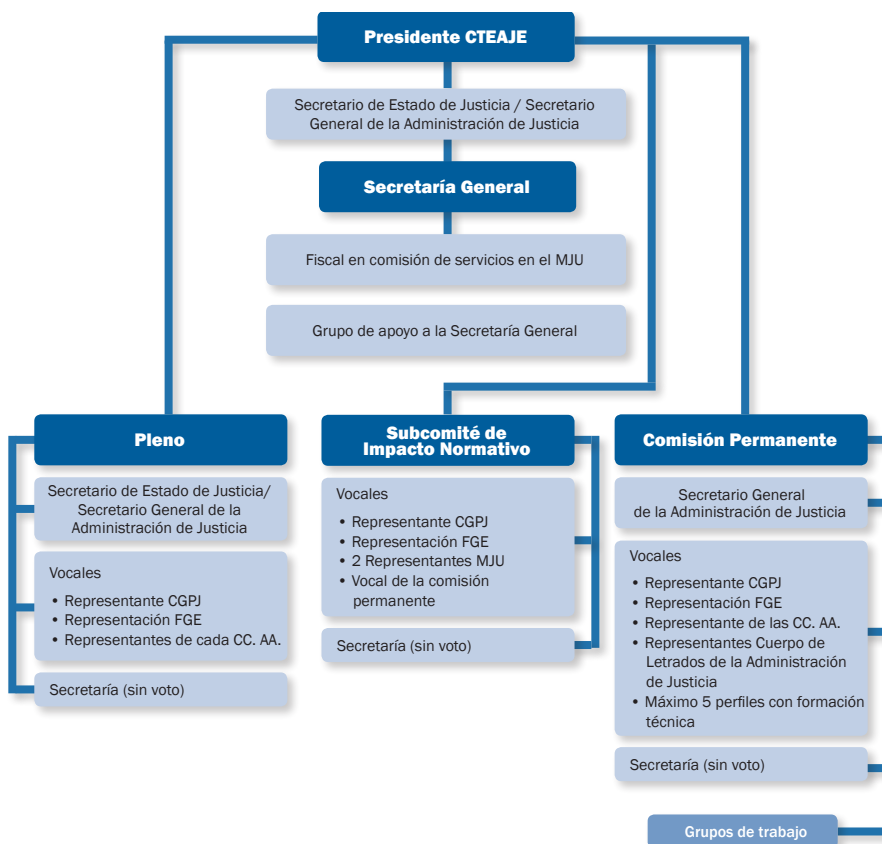 Presidente CTEAJE
Secretario de Estado de Justicia / Secretario
General de la Administración de Justicia
Secretaría General
Fiscal en comisión de servicios en el MJU
Grupo de apoyo a la Secretaría General
Pleno
Secretario de Estado de Justicia/
Secretario General de la
Administración de Justicia
Vocales
• Representante CGPJ
• Representación FGE
• Representantes de cada CC. AA.
Secretaría (sin voto)
Subcomité de
Impacto Normativo
Vocales
• Representante CGPJ
• Representación FGE
• 2 Representantes MJU
• Vocal de la comisión
permanente
Secretaría (sin voto)
Comisión Permanente
Secretario General
de la Administración de Justicia
Vocales
• Representante CGPJ
• Representación FGE
• Representante de las CC. AA.
• Representantes Cuerpo de
Letrados de la Administración
de Justicia
• Máximo 5 perfiles con formación
técnica
Secretaría (sin voto)
Grupos de trabajo